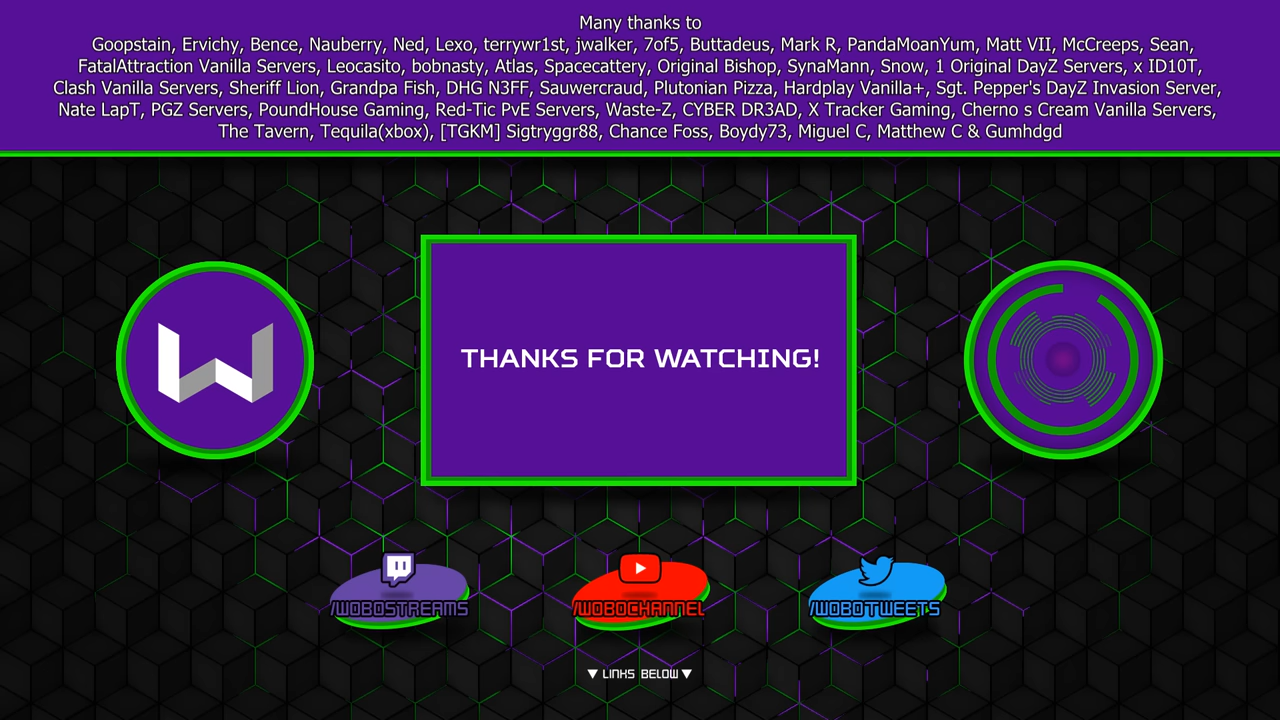 Many thanks to
Goopstain, Ervichy, Bence, Nauberry, Ned, Lexo, terrywr1st, jwalker, 7of5, Buttadeus, Mark R, PandaMoanYum, Matt VII, McCreeps, Sean,
FatalAttraction Vanilla Servers, Leocasito, bobnasty, Atlas, Spacecattery, Original Bishop, SynaMann, Snow, 1 Original DayZ Servers, x ID10T,
Clash Vanilla Servers, Sheriff Lion, Grandpa Fish, DHG N3FF, Sauwercraud, Plutonian Pizza, Hardplay Vanilla+, Sgt. Pepper's DayZ Invasion Server,
Nate LapT, PGZ Servers, PoundHouse Gaming, Red-Tic PvE Servers, Waste-Z, CYBER DR3AD, X Tracker Gaming, Cherno s Cream Vanilla Servers,
The Tavern, Tequila(xbox), [TGKM] Sigtryggr88, Chance Foss, Boydy73, Miguel C, Matthew C & Gumhdgd
W
THANKS FOR WATCHING!
/WOBOSTREAMS
/WOBOCHANNEL
/WOBOTWEETS
▼ LINKS BELOW ▼